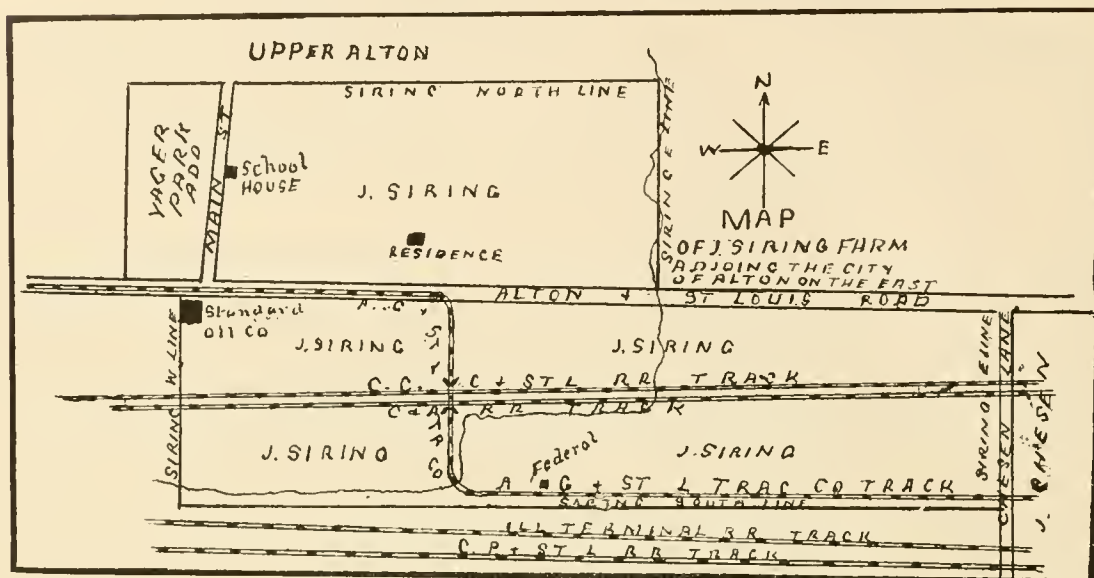 UPPER ALTON
SIRING NORTH LINE
YAGER
PARK
ADD
MAIN ST
School
HOUSE
J. SIRING
RESIDENCE
SIRING E LINE
N
W E
MAP
OF J. SIRING FARM
ADJOING THE CITY
OF ALTON ON THE EAST
ALTON + ST LOUIS ROAD
Standard
Oil CO
SIRING W LINE
J. SIRING
J. SIRING
C. C. C + ST L RR TRACK
C + A RR TRACK
J. SIRING
J. SIRING
Federal
A G + ST L TRAC CO TRACK
SIRING SOUTH LINE
SIRING E LINE
LANE
J.
ILL TERMINAL RR TRACK
C. P + ST L RR TRACK